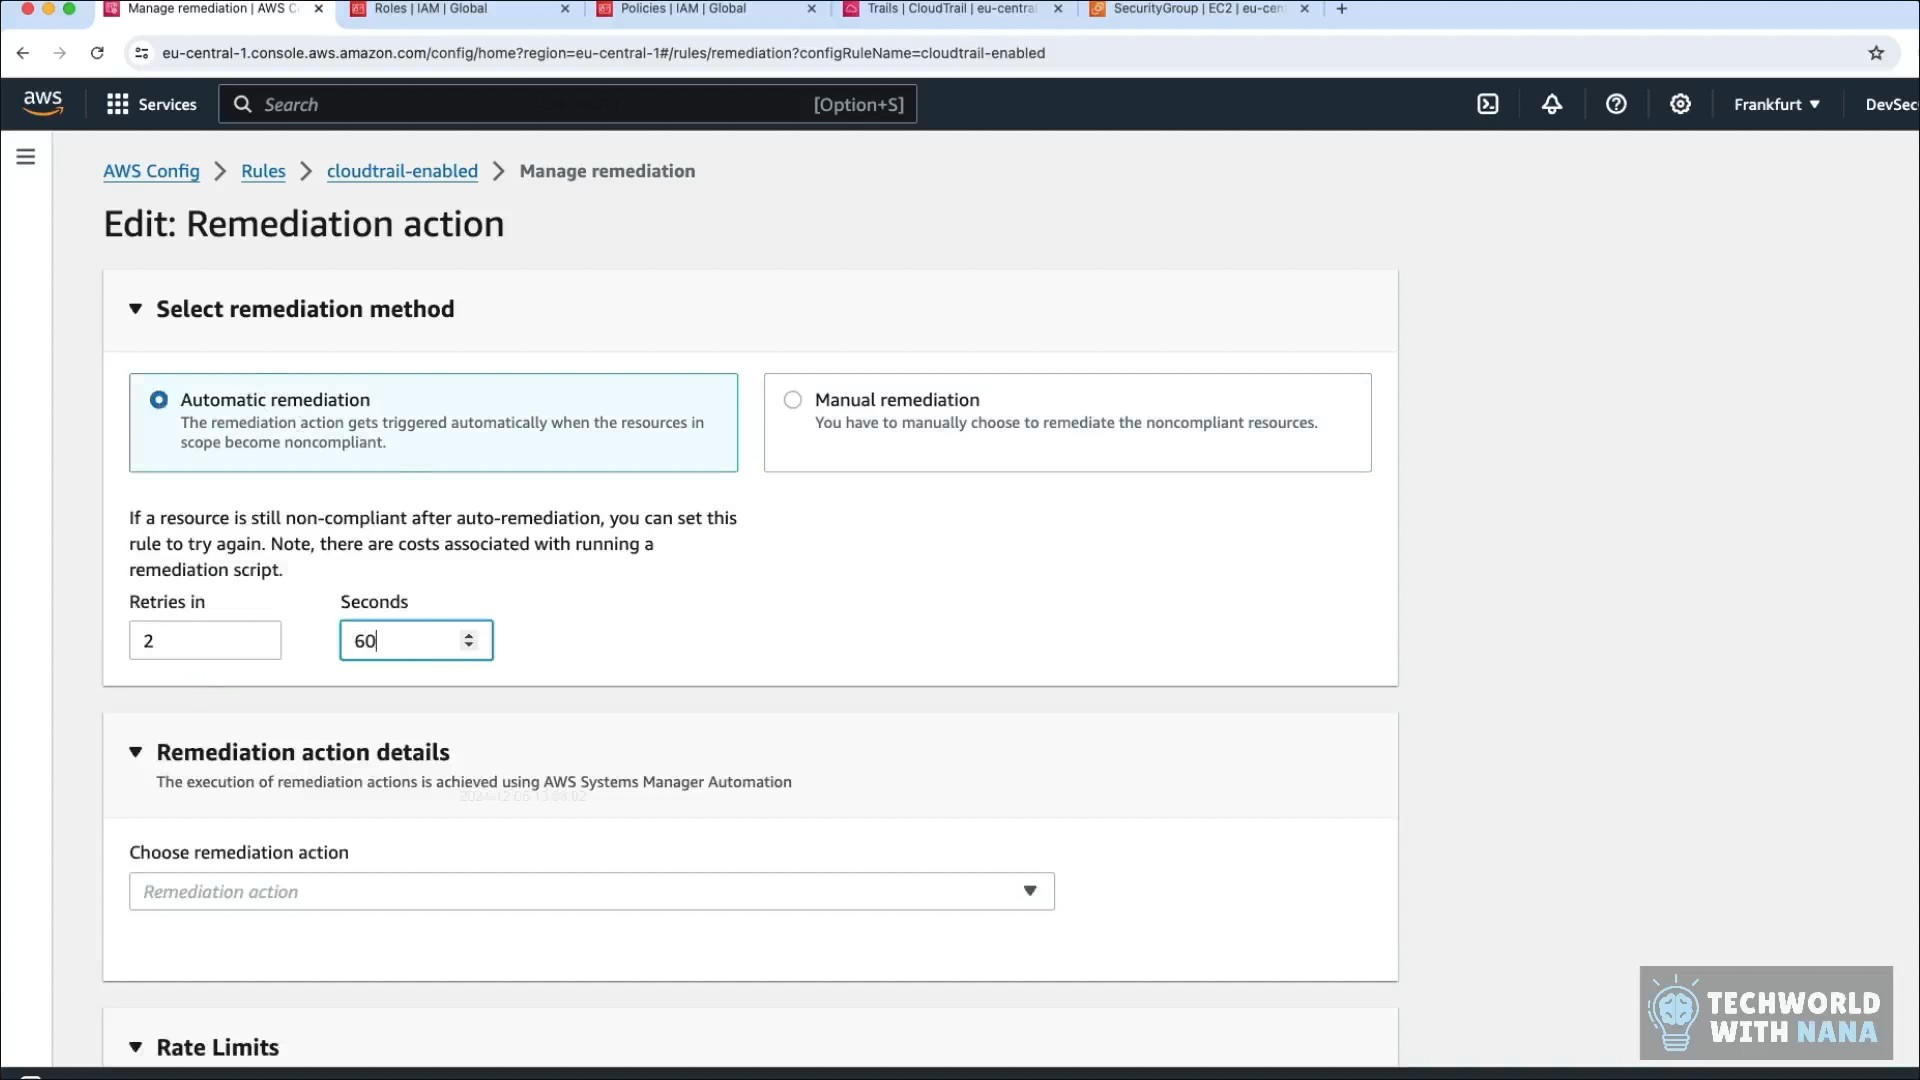 Manage remediation | AWS C
Roles | IAM | Global
Policies | IAM | Global
Trails | CloudTrail | eu-central
SecurityGroup | EC2 | eu-cen
eu-central-1.console.aws.amazon.com/config/home?region=eu-central-1#/rules/remediation?configRuleName=cloudtrail-enabled
aws
Services
Search
[Option+S]
Frankfurt
DevSec
AWS Config
Rules
cloudtrail-enabled
Manage remediation
Edit: Remediation action
Select remediation method
Automatic remediation
The remediation action gets triggered automatically when the resources in
scope become noncompliant.
Manual remediation
You have to manually choose to remediate the noncompliant resources.
If a resource is still non-compliant after auto-remediation, you can set this
rule to try again. Note, there are costs associated with running a
remediation script.
Retries in
Seconds
2
60
Remediation action details
The execution of remediation actions is achieved using AWS Systems Manager Automation
Choose remediation action
Remediation action
Rate Limits
TECHWORLD
WITH NANA